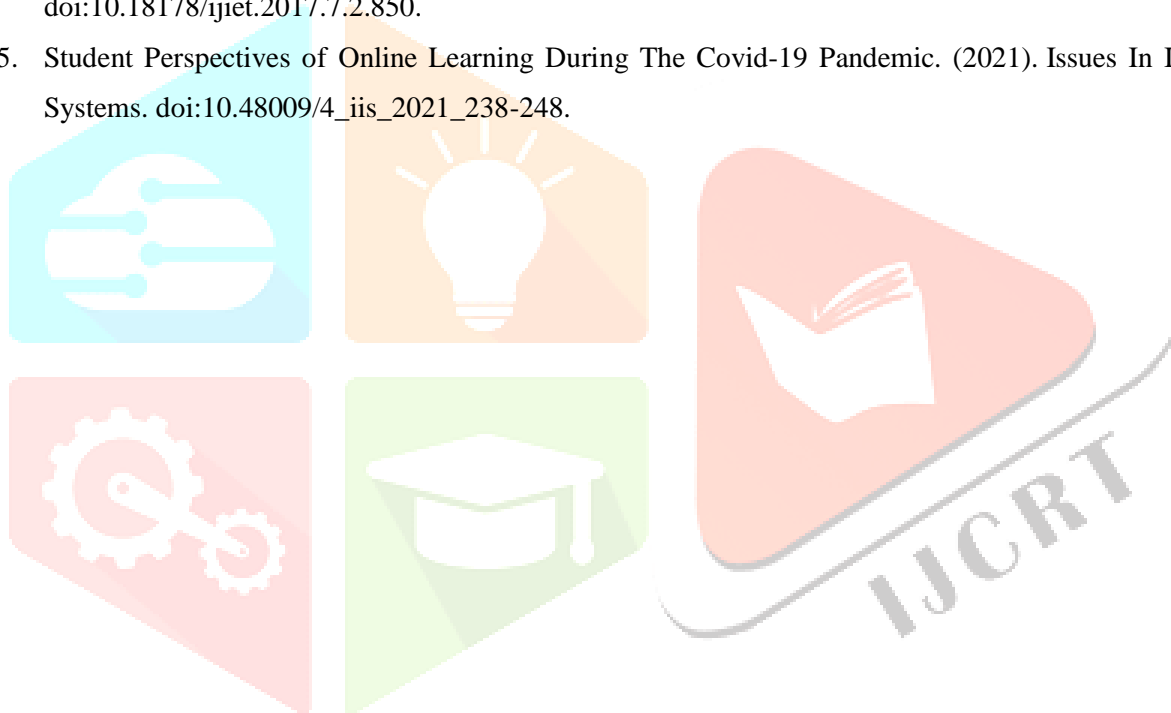 doi:10.18178/ijiet.2017.7.2.850.
5. Student Perspectives of Online Learning During The Covid-19 Pandemic. (2021). Issues In
Systems. doi:10.48009/4_iis_2021_238-248.
IJCRT